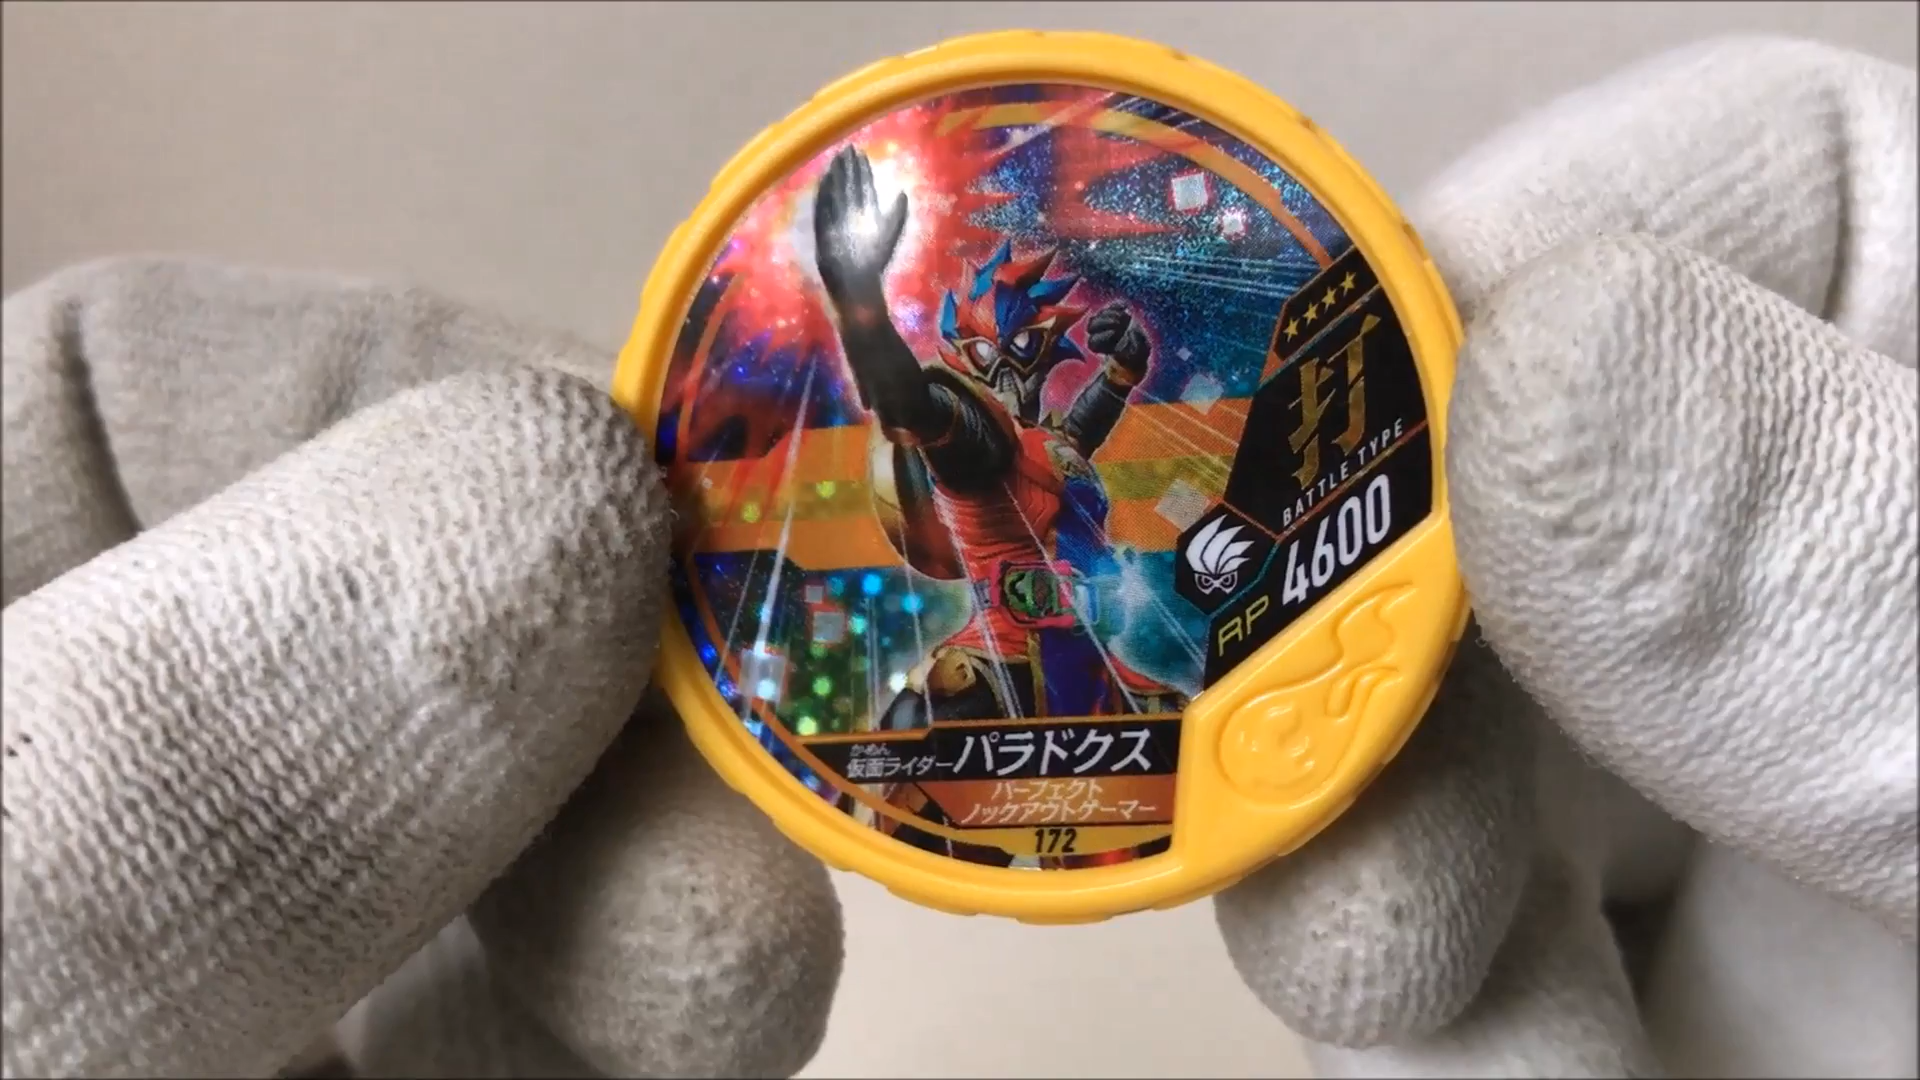 ★★★★
打
BATTLE TYPE
RP 4600
かめん
仮面ライダーパラドクス
パーフェクト
ノックアウトゲーマー
172